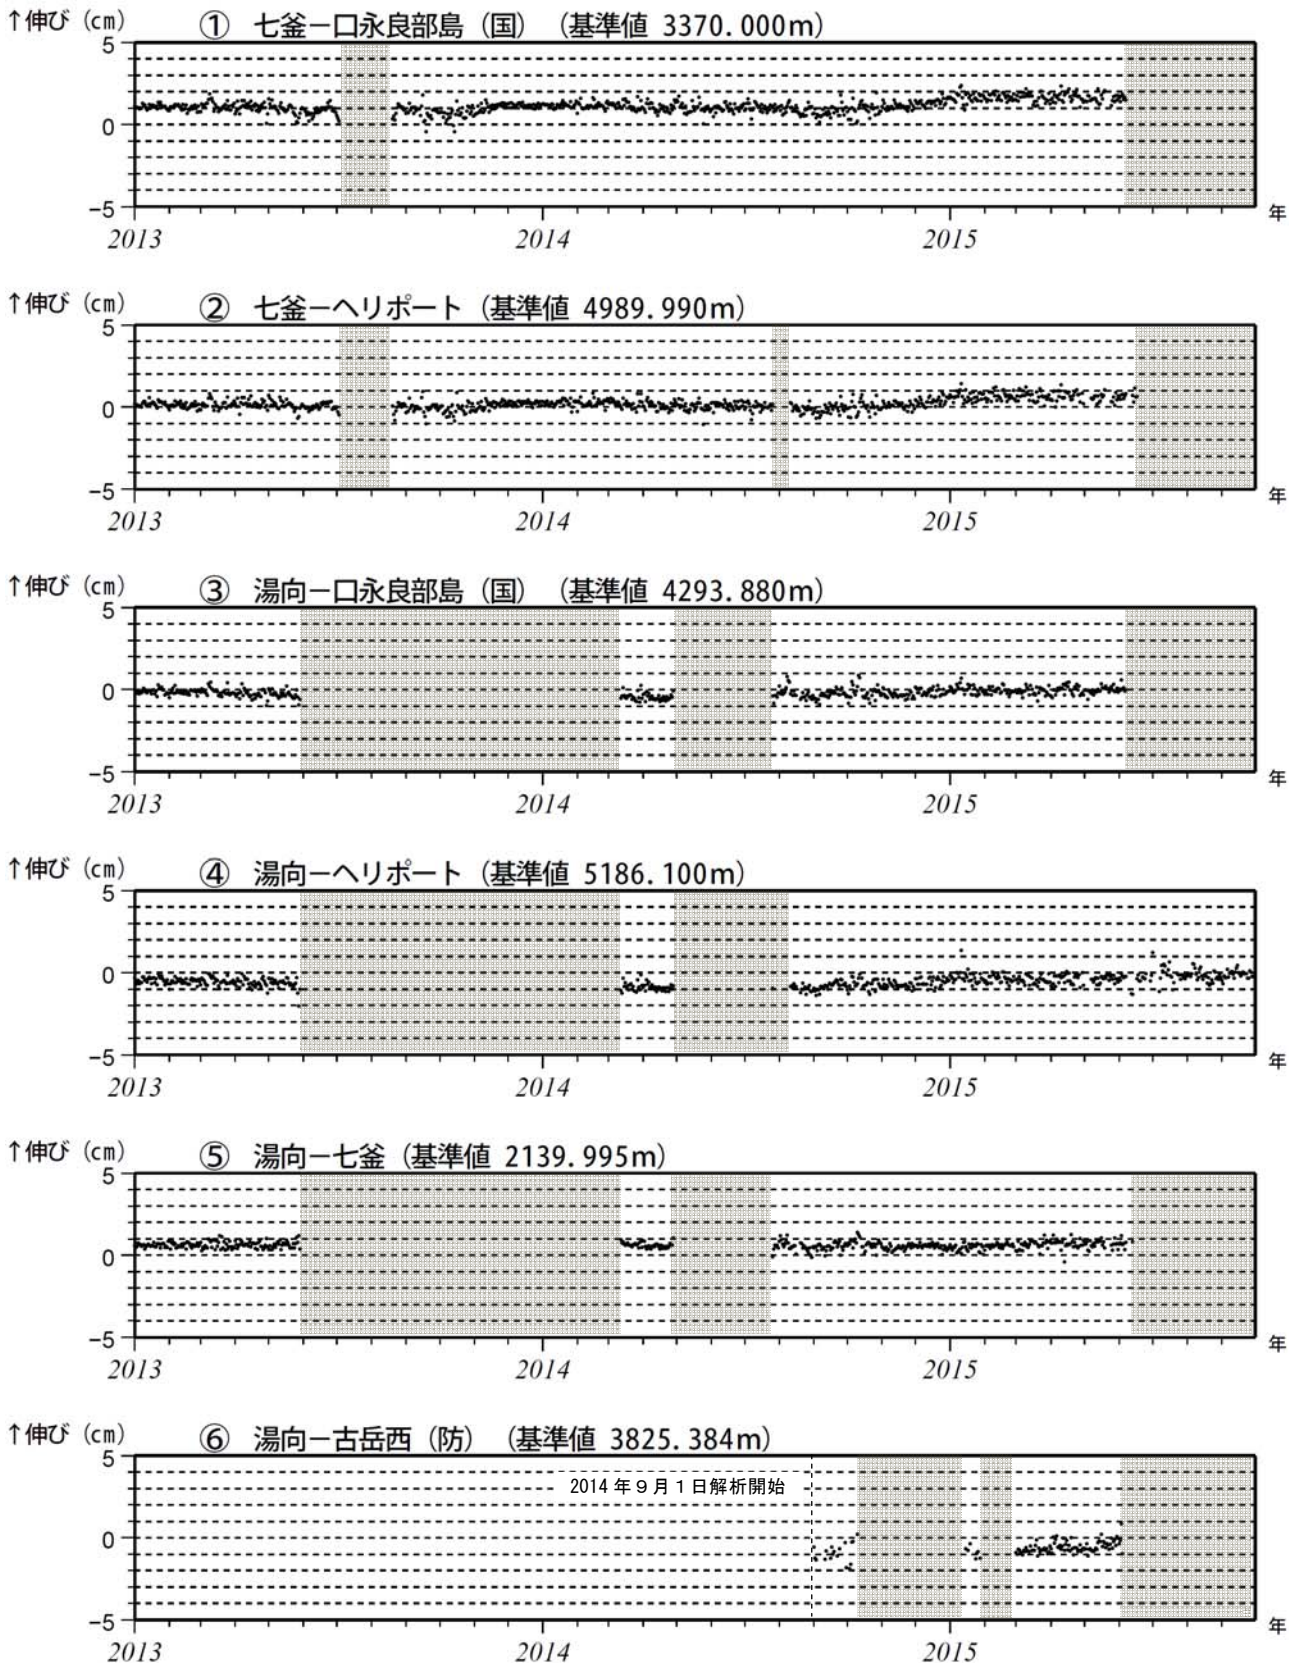 ↑伸び（cm） ① 七釜－口永良部島（国）（基準値 3370.000m）
5
0
−5
2013 2014 2015 年
↑伸び（cm） ② 七釜－ヘリポート（基準値 4989.990m）
5
0
−5
2013 2014 2015 年
↑伸び（cm） ③ 湯向－口永良部島（国）（基準値 4293.880m）
5
0
−5
2013 2014 2015 年
↑伸び（cm） ④ 湯向－ヘリポート（基準値 5186.100m）
5
0
−5
2013 2014 2015 年
↑伸び（cm） ⑤ 湯向－七釜（基準値 2139.995m）
5
0
−5
2013 2014 2015 年
↑伸び（cm） ⑥ 湯向－古岳西（防）（基準値 3825.384m）
5
2014年９月１日解析開始
0
−5
2013 2014 2015 年